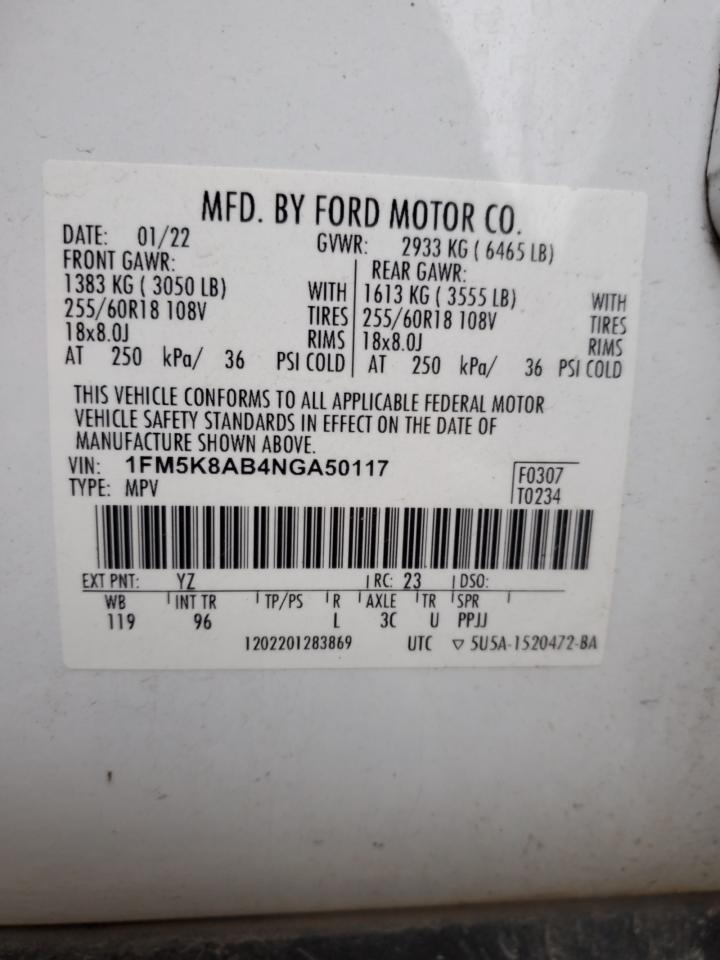 MFD. BY FORD MOTOR CO.
DATE: 01/22 GVWR: 2933 KG ( 6465 LB)
FRONT GAWR: REAR GAWR:
1383 KG ( 3050 LB) WITH 1613 KG ( 3555 LB) WITH
255/60R18 108V TIRES 255/60R18 108V TIRES
18x8.0J RIMS 18x8.0J RIMS
AT 250 kPa/ 36 PSI COLD AT 250 kPa/ 36 PSI COLD
THIS VEHICLE CONFORMS TO ALL APPLICABLE FEDERAL MOTOR
VEHICLE SAFETY STANDARDS IN EFFECT ON THE DATE OF
MANUFACTURE SHOWN ABOVE.
VIN: 1FM5K8AB4NGA50117 F0307
TYPE: MPV T0234
EXT PNT: YZ RC: 23 DSO:
WB INT TR TP/PS R AXLE TR SPR
119 96 L 3C U PPJJ
1202201283869 UTC ▽ 5U5A-1520472-BA